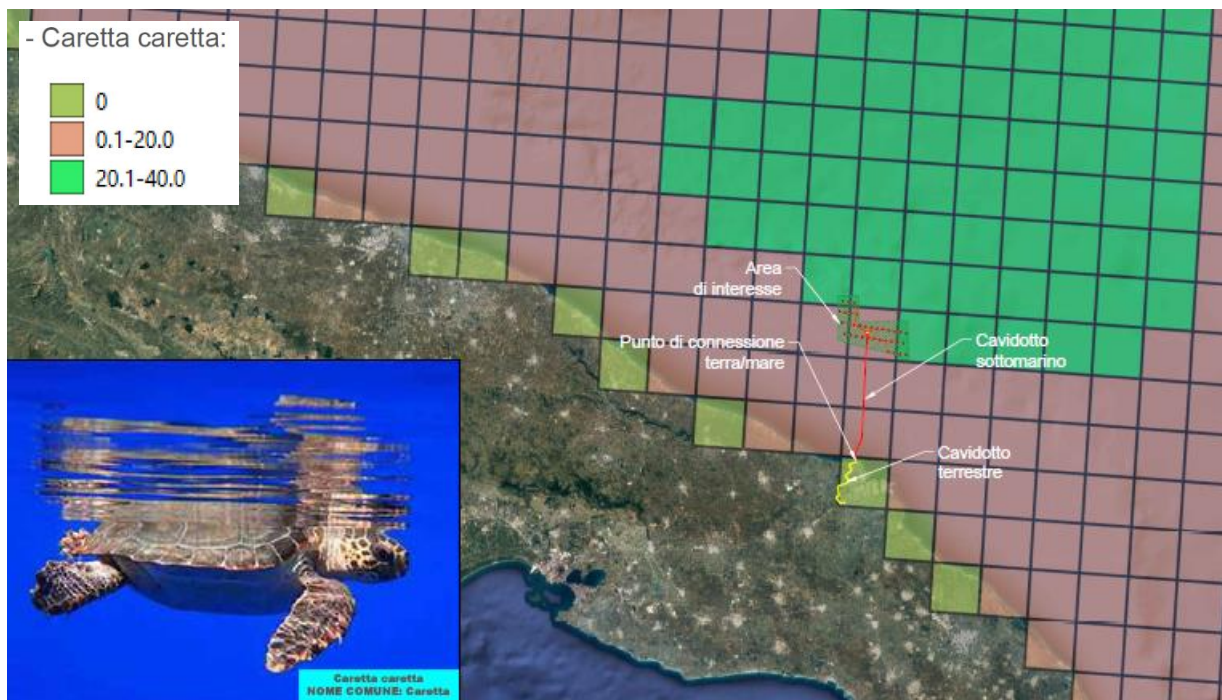 - Caretta caretta:
0
0.1-20.0
20.1-40.0
Area
di interesse
Punto di connessione
terra/mare
Cavidotto
sottomarino
Cavidotto
terrestre
Caretta caretta
NOME COMUNE: Caretta